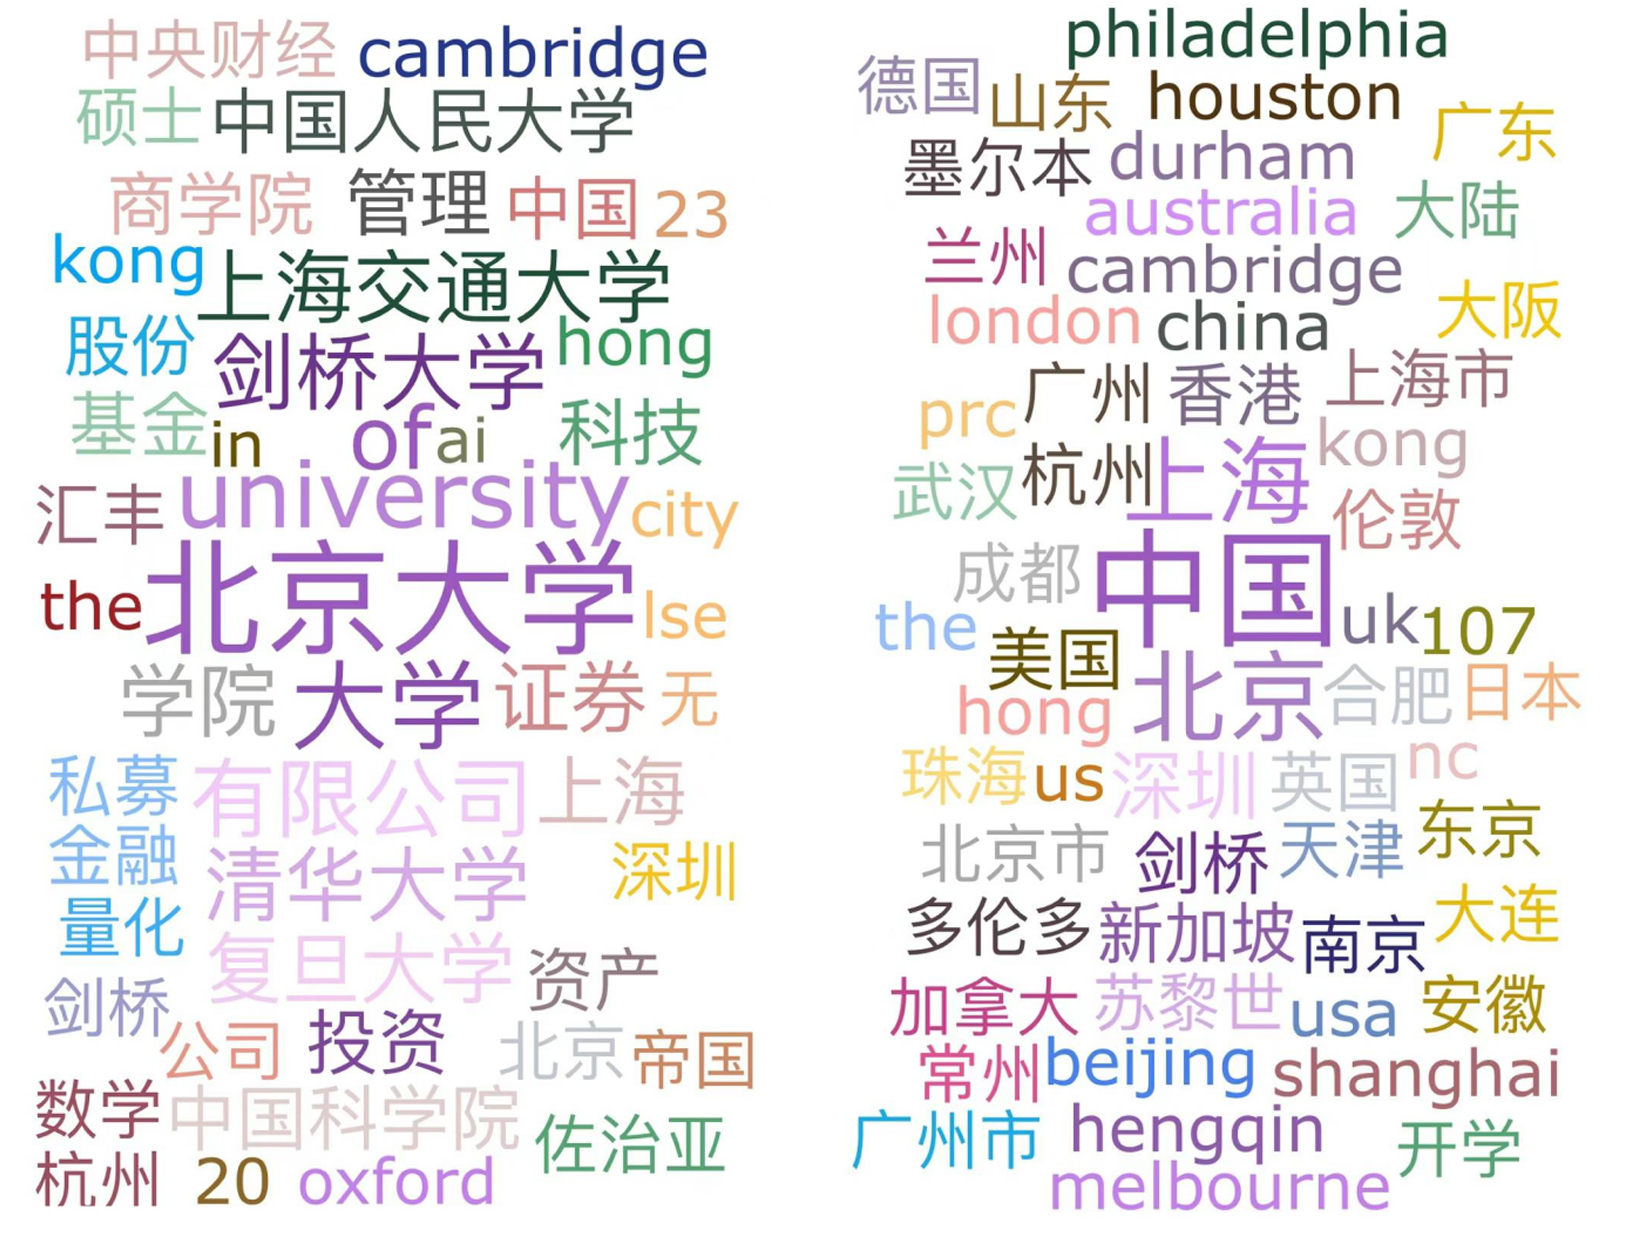 中央财经 cambridge
硕士 中国人民大学
商学院 管理 中国 23
kong 上海交通大学
股份 剑桥大学 hong
基金 in of ai 科技
汇丰 university city
the 北京大学 lse
学院 大学 证券 无
私募 有限公司 上海
金融 清华大学 深圳
量化 复旦大学 资产
剑桥 公司 投资 北京 帝国
数学 中国科学院 佐治亚
杭州 20 oxford
philadelphia
德国 山东 houston 广东
墨尔本 durham
australia 大陆
兰州 cambridge
london china 大阪
prc 广州 香港 上海市
武汉 杭州 上海 kong
伦敦
成都 中国
the 美国 uk 107
hong 北京 合肥 日本
珠海 us 深圳 英国 nc
北京市 剑桥 天津 东京
多伦多 新加坡 南京 大连
加拿大 苏黎世 usa 安徽
常州 beijing shanghai
广州市 hengqin 开学
melbourne